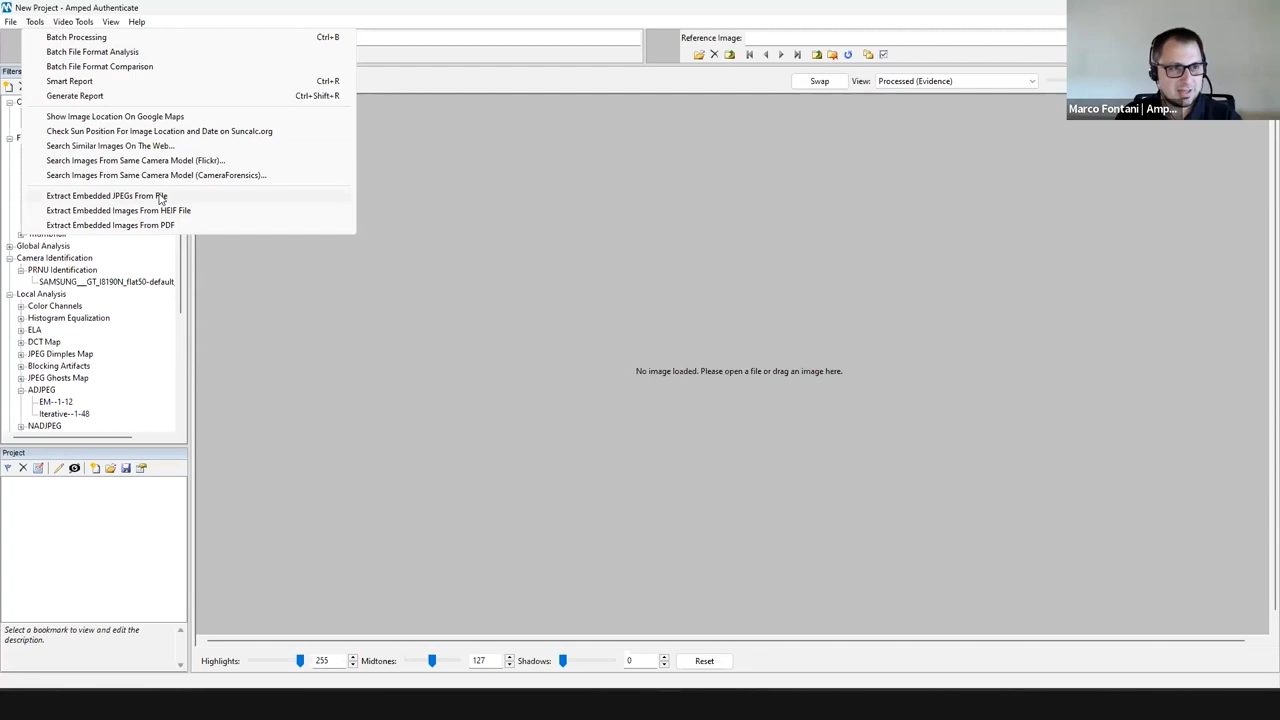 New Project - Amped Authenticate
File Tools Video Tools View Help
Batch Processing Ctrl+B
Batch File Format Analysis
Batch File Format Comparison
Smart Report Ctrl+R
Generate Report Ctrl+Shift+R
Show Image Location On Google Maps
Check Sun Position For Image Location and Date on Suncalc.org
Search Similar Images On The Web...
Search Images From Same Camera Model (Flickr)...
Search Images From Same Camera Model (CameraForensics)...
Extract Embedded JPEGs From File
Extract Embedded Images From HEIF File
Extract Embedded Images From PDF
Reference Image:
Swap View: Processed (Evidence)
Marco Fontani | Amp...
Filters
Global Analysis
Camera Identification
PRNU Identification
SAMSUNG__GT_I8190N_flat50-default
Local Analysis
Color Channels
Histogram Equalization
ELA
DCT Map
JPEG Dimples Map
Blocking Artifacts
JPEG Ghosts Map
ADJPEG
EM--1-12
Iterative--1-48
NADJPEG
No image loaded. Please open a file or drag an image here.
Project
Select a bookmark to view and edit the
description.
Highlights: 255 Midtones: 127 Shadows: 0 Reset